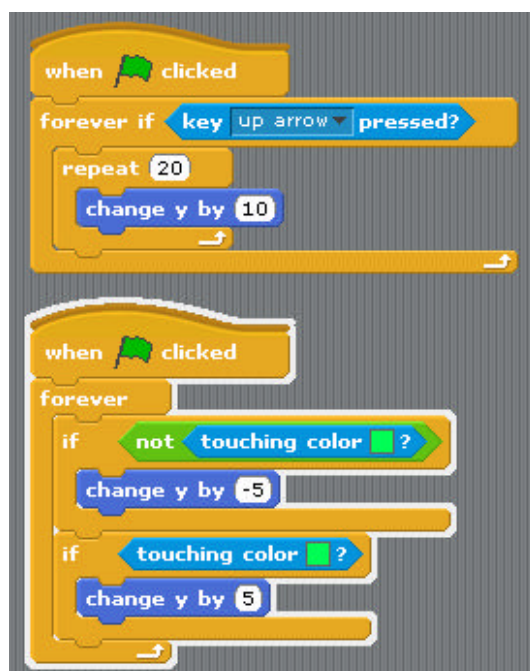 when clicked
forever if key up arrow pressed?
repeat 20
change y by 10
when clicked
forever
if not touching color ?
change y by -5
if touching color ?
change y by 5